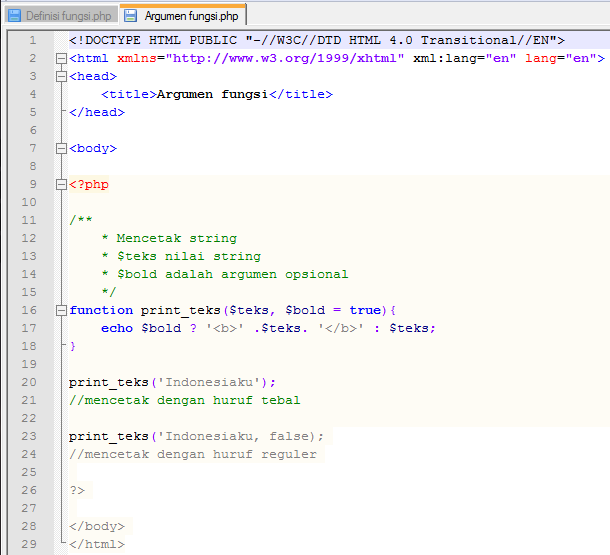 Definisi fungsi.php Argumen fungsi.php
1 <!DOCTYPE HTML PUBLIC "-//W3C//DTD HTML 4.0 Transitional//EN">
2 <html xmlns="http://www.w3.org/1999/xhtml" xml:lang="en" lang="en">
3 <head>
4 <title>Argumen fungsi</title>
5 </head>
6
7 <body>
8
9 <?php
10
11 /**
12 * Mencetak string
13 * $teks nilai string
14 * $bold adalah argumen opsional
15 */
16 function print_teks($teks, $bold = true){
17 echo $bold ? '<b>' .$teks. '</b>' : $teks;
18 }
19
20 print_teks('Indonesiaku');
21 //mencetak dengan huruf tebal
22
23 print_teks('Indonesiaku, false);
24 //mencetak dengan huruf reguler
25
26 ?>
27
28 </body>
29 </html>